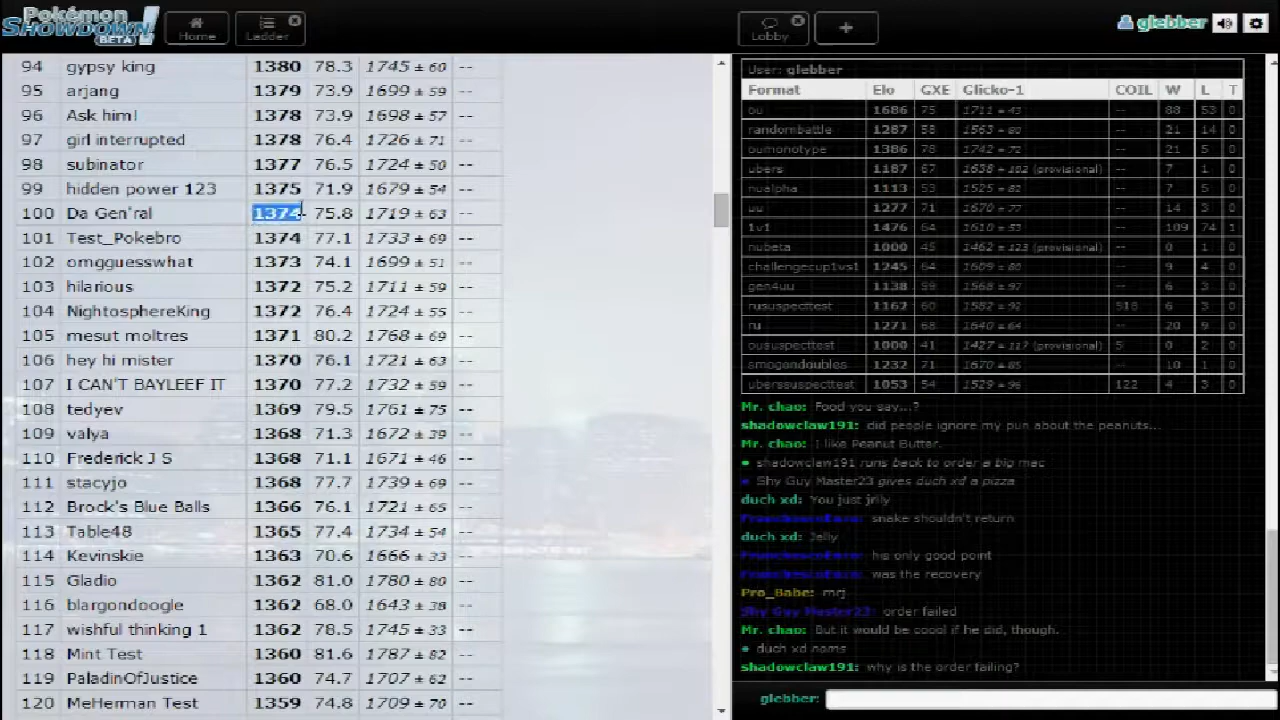 Pokémon
SHOWDOWN!
BETA
Home
Ladder
Lobby
+
glebber
94 gypsy king 1380 78.3 1745 ± 60 --
95 arjang 1379 73.9 1699 ± 59 --
96 Ask him! 1378 73.9 1698 ± 57 --
97 girl interrupted 1378 76.4 1726 ± 71 --
98 subinator 1376 76.5 1724 ± 50 --
99 hidden power 123 1375 71.9 1679 ± 54 --
100 Da Gen'ral 1374 75.8 1719 ± 63 --
101 Test_Pokebro 1374 77.1 1733 ± 69 --
102 omgguesswhat 74.1 ± 51 --
103 hilarious 1372 75.2 1711 ± 59 --
104 NightosphereKing 1724 --
105 mesut moltres 1371 80.2 1768 ± 69 --
106 hey hi mister 1370 76.1 1721 ± 63 --
107 I CAN'T BAYLEEF IT 1370 77.2 1732 ± 59 --
108 tedyev 1369 79.5 1761 ± 75 --
109 valya 1368 71.3 1672 ± 39 --
110 Frederick J S 1368 71.1 1671 ± 46 --
111 stacyjo 1368 77.7 1739 ± 69 --
112 Brady's Blue Balls 1366 ± 65 --
113 Table48 1365 77.4 1734 ± 54 --
114 Kevinskie 1363 70.6 1666 ± 33 --
115 Gladio 1362 81.0 1780 ± 80 --
116 blargnddogle 1362 68.0 1643 ± 38 --
117 wishful thinking b 78.5 1745 ± 33 --
118 Flint Test 1360 81.6 1787 ± 82 --
119 PaladinOfJustice 74.7 1707 ± 62 --
120 Meherrman Test 1359 74.8 1709 ± 70 --
User: glebber
Format Elo GXE Glicko-1 COIL W L T
ou 1686 75 1711 ± 43 -- 88 53 0
randombattle 1287 58 1563 ± 60 -- 21 14 0
oumonotype 1386 78 1742 ± 72 -- 21 5 0
ubers 1187 67 1638 ± 102 (provisional) -- 7 1 0
nualpha 1113 53 1525 ± 82 -- 7 5 0
uu 1277 71 1670 ± 77 -- 14 3 0
1v1 1476 64 1610 ± 53 -- 109 74 1
nubeta 1000 45 1462 ± 123 (provisional) -- 0 1 0
challengecup1vs1 1245 64 1609 ± 80 -- 9 4 0
gen4uu 1138 59 1568 ± 97 -- 6 3 0
rususpecttest 1162 60 1582 ± 92 518 6 3 0
ru 1271 68 1640 ± 64 -- 20 9 0
oususpecttest 1000 41 1427 ± 117 (provisional) 5 0 2 0
smogondoubles 1232 71 1670 ± 85 -- 10 1 0
uberssuspecttest 1053 54 1529 ± 96 122 4 3 0
Mr. chao: Food you say...?
shadowclaw191: did people ignore my pun about the peanuts...
Mr. chao: I like Peanut Butter.
• shadowclaw191 runs back to order a big mac
• Shy Guy Master23 gives duch xd a pizza
duch xd: You just jrlly
snake shouldn't return
duch xd: Jelly
his only good point
was the recovery
Pro_Babe: mrj
Shy Guy Master23: order failed
Mr. chao: But it would be coool if he did, though.
• duch xd noms
shadowclaw191: why is the order failing?
glebber: